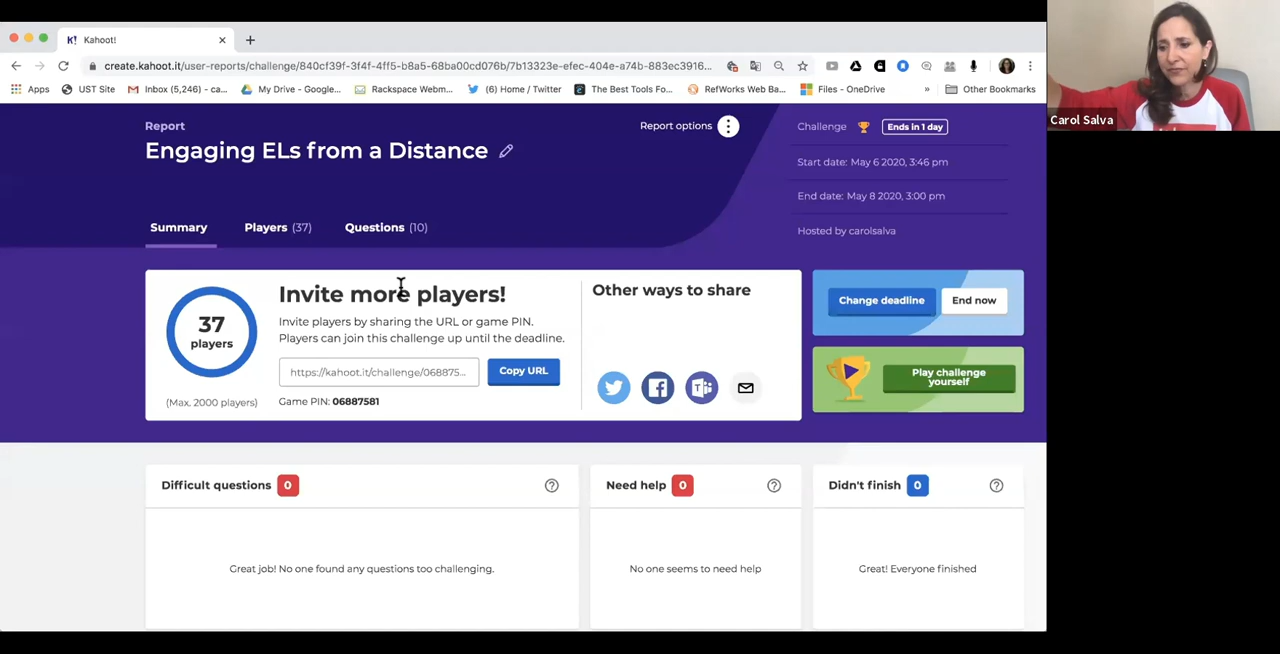 Kahoot!
create.kahoot.it/user-reports/challenge/840cf39f-3f4f-4ff5-b8a5-68ba00cd076b/7b13323e-efec-404e-a74b-883ec3916...
Apps
UST Site
Inbox (5,246) - ca...
My Drive - Google...
Rackspace Webm...
(6) Home / Twitter
The Best Tools Fo...
RefWorks Web Ba...
Files - OneDrive
»
Other Bookmarks
Carol Salva
Report
Engaging ELs from a Distance
Report options
Challenge
Ends in 1 day
Start date: May 6 2020, 3:46 pm
End date: May 8 2020, 3:00 pm
Hosted by carolsalva
Summary
Players (37)
Questions (10)
37
players
(Max. 2000 players)
Invite more players!
Invite players by sharing the URL or game PIN.
Players can join this challenge up until the deadline.
https://kahoot.it/challenge/068875...
Copy URL
Game PIN: 06887581
Other ways to share
Change deadline
End now
Play challenge
yourself
Difficult questions 0
Great job! No one found any questions too challenging.
Need help 0
No one seems to need help
Didn't finish 0
Great! Everyone finished